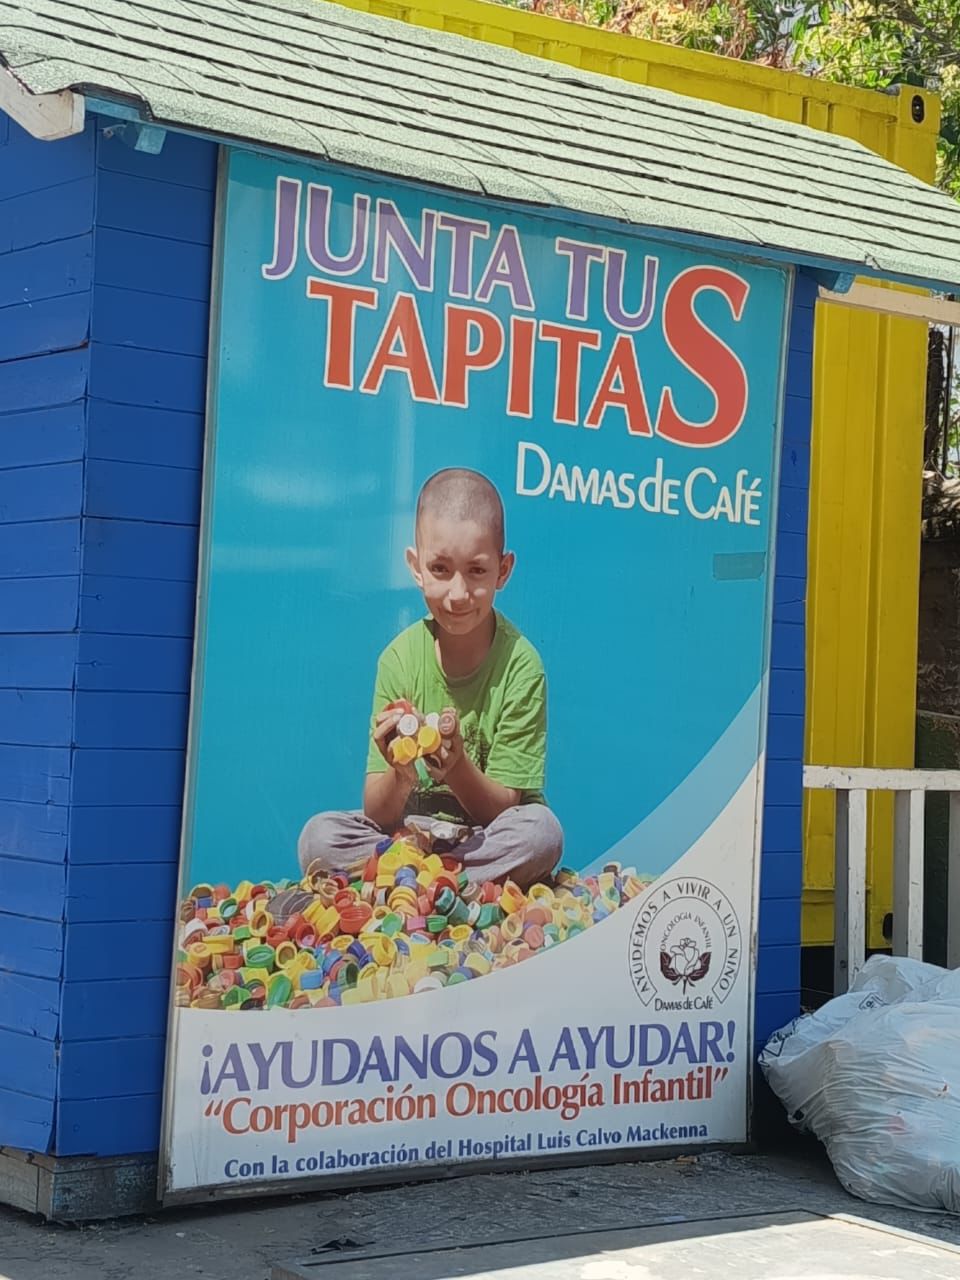 JUNTA TUS
TAPITAS
DAMAS de CAfé
AYUDEMOS A VIVIR A UN NIÑO
ONCOLOGÍA INFANTIL
DAMAS de CAfé
¡AYUDANOS A AYUDAR!
“Corporación Oncología Infantil”
Con la colaboración del Hospital Luis Calvo Mackenna